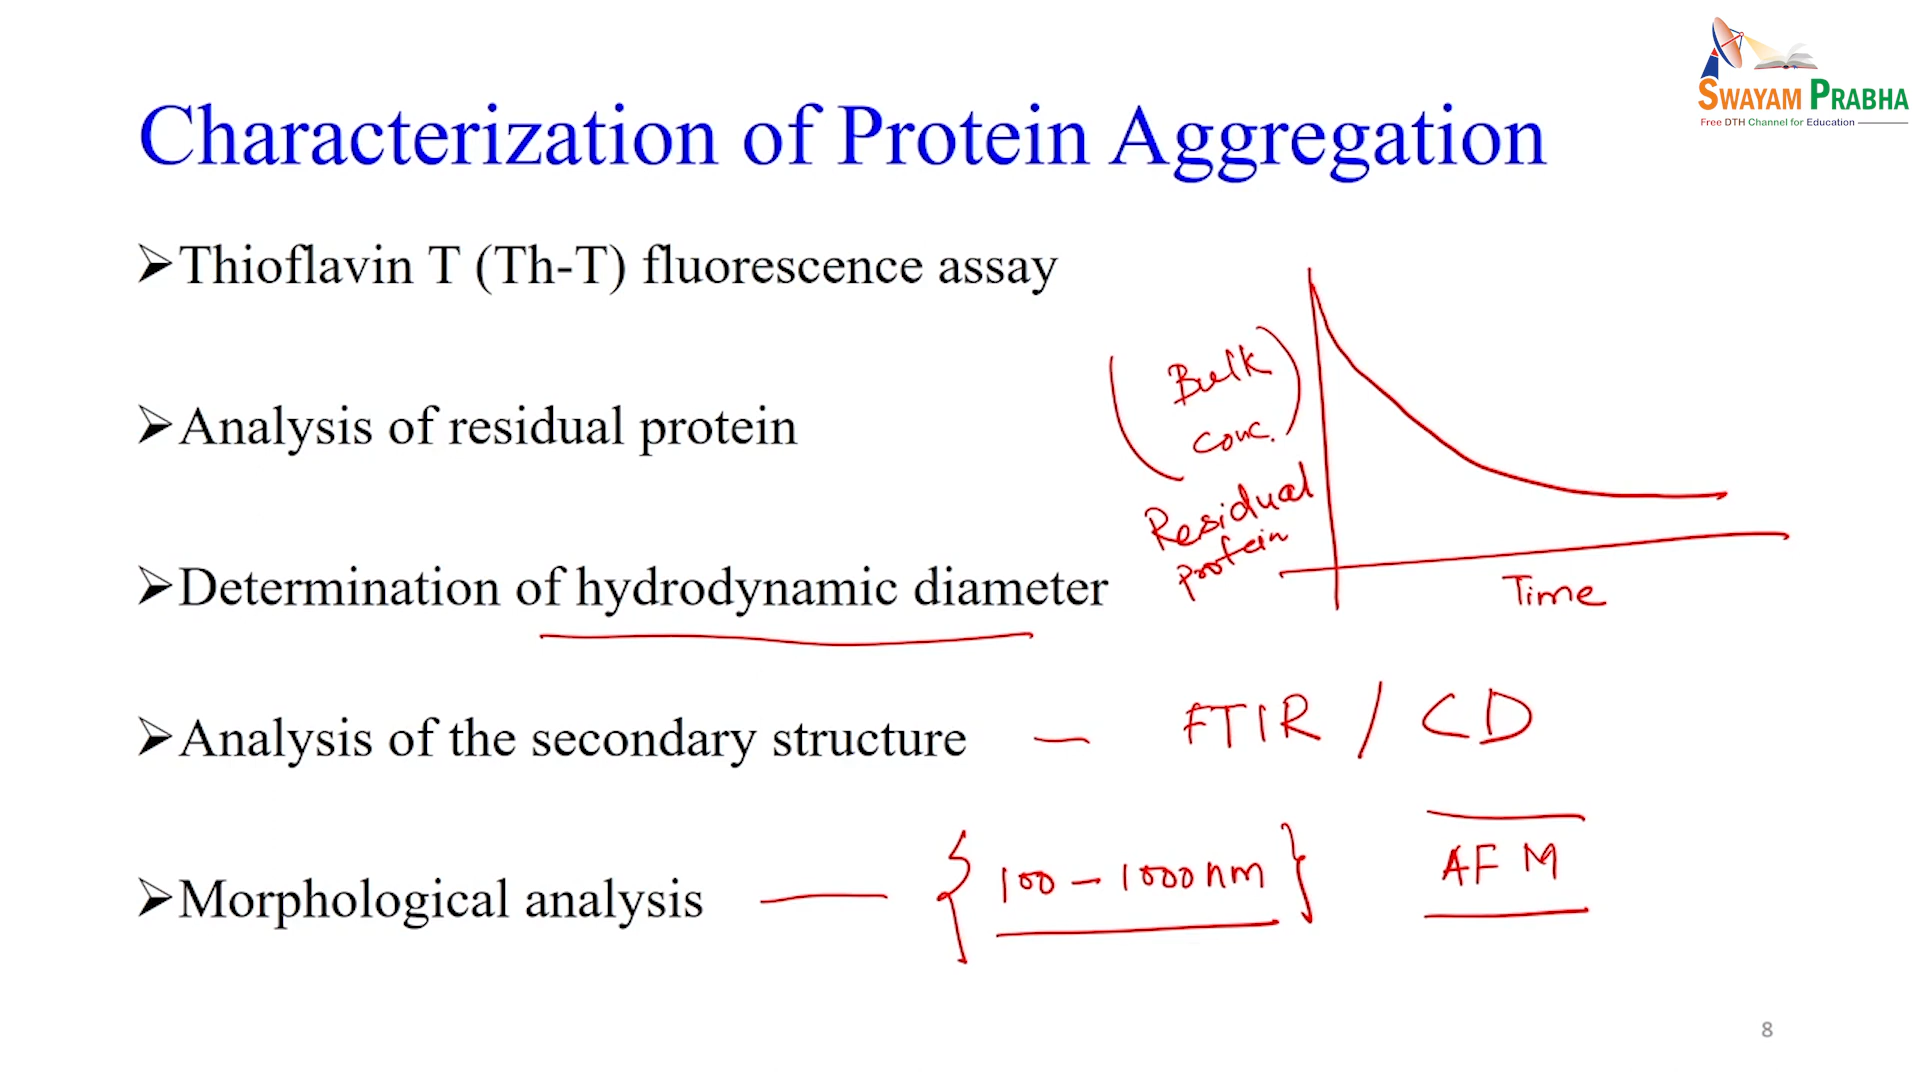 SWAYAM PRABHA
Free DTH Channel for Education
Characterization of Protein Aggregation
➢Thioflavin T (Th-T) fluorescence assay
➢Analysis of residual protein
Bulk
conc.
Residual
protein
Time
➢Determination of hydrodynamic diameter
➢Analysis of the secondary structure — FTIR / CD
➢Morphological analysis — { 100 - 1000 nm } AFM
8